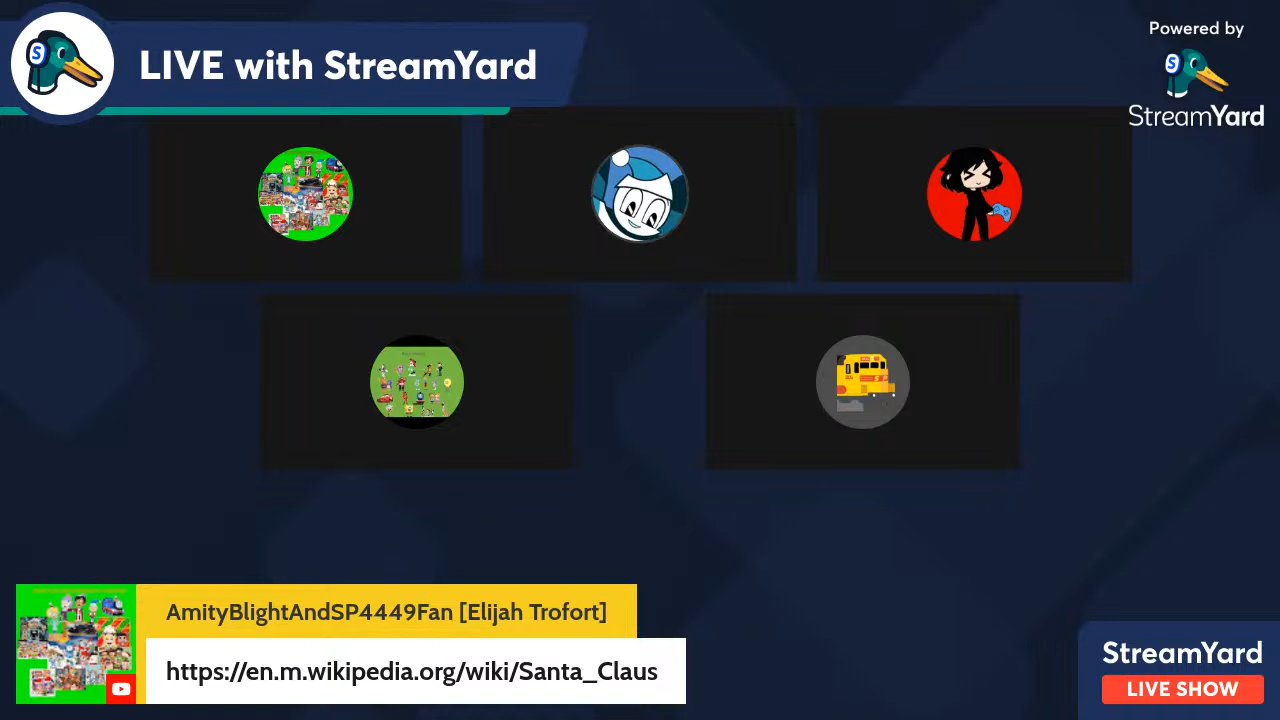 LIVE with StreamYard
Powered by
StreamYard
AmityBlightAndSP4449Fan [Elijah Trofort]
https://en.m.wikipedia.org/wiki/Santa_Claus
StreamYard
LIVE SHOW